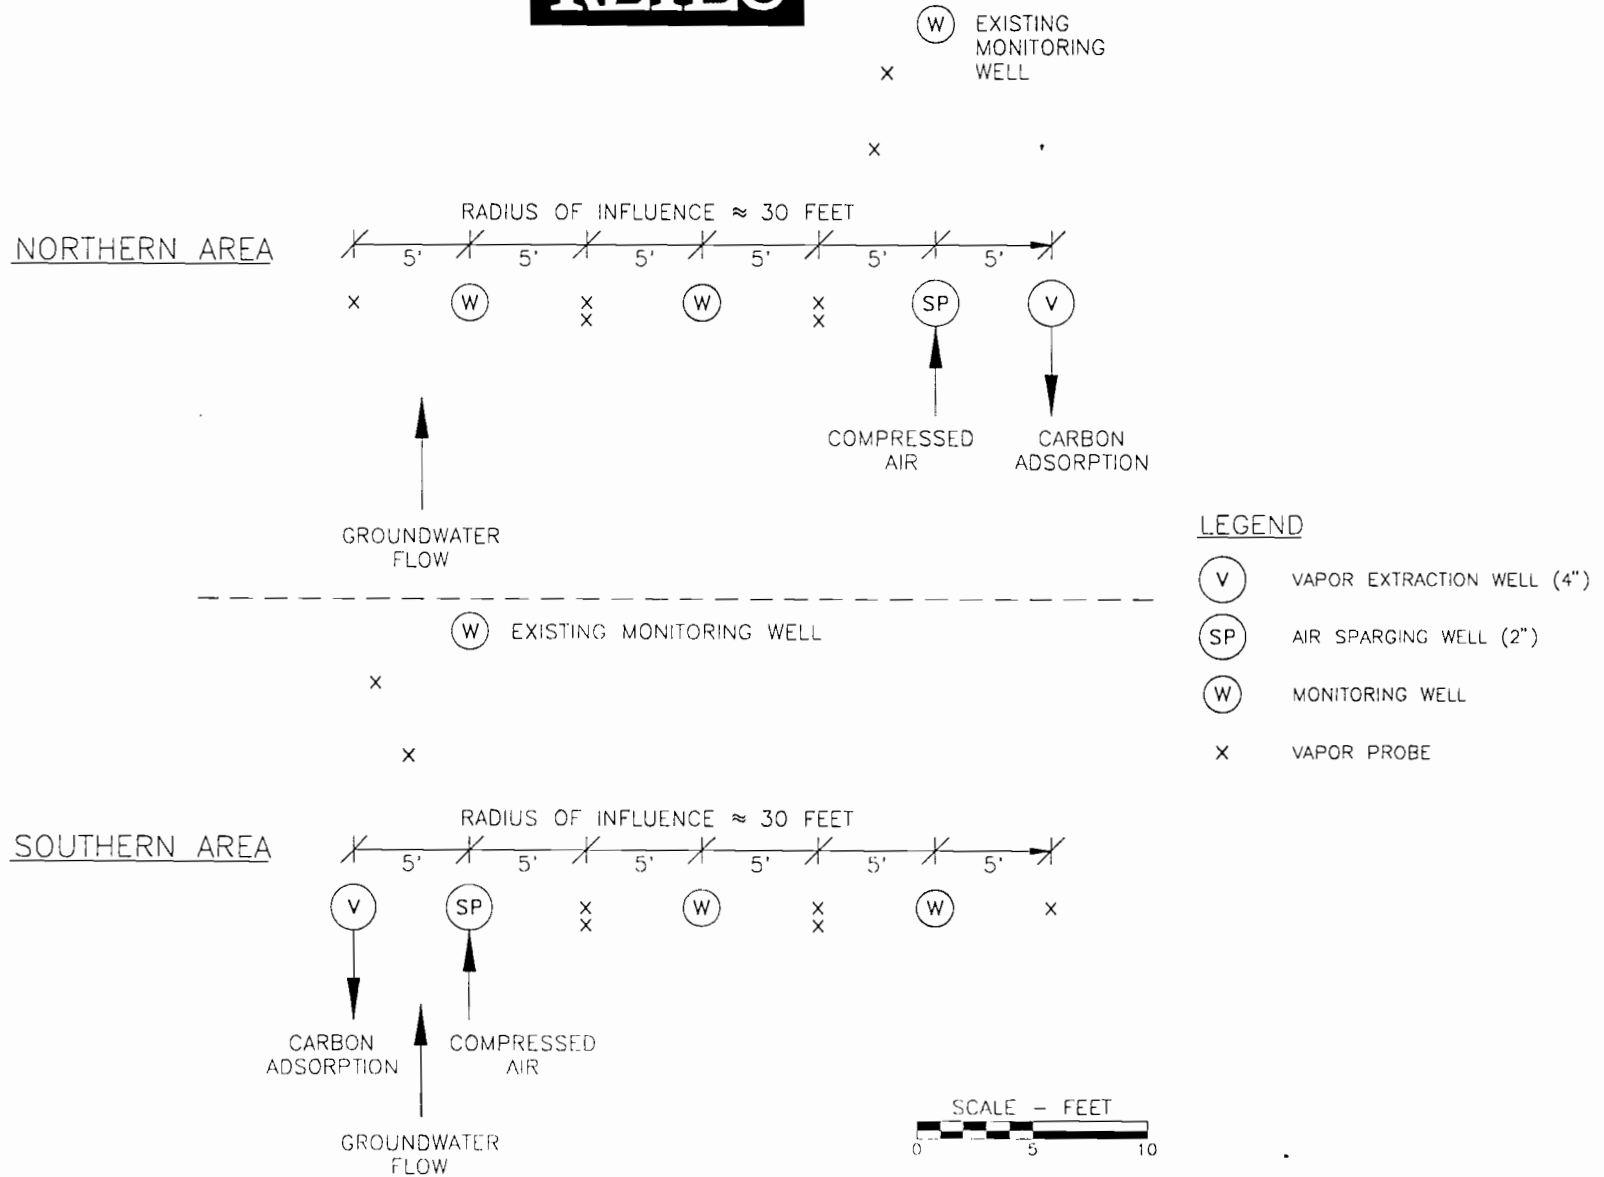 W EXISTING
MONITORING
WELL
X
X
RADIUS OF INFLUENCE ≈ 30 FEET
NORTHERN AREA
5' 5' 5' 5' 5' 5'
X W X W X SP V
X X
COMPRESSED
AIR
CARBON
ADSORPTION
GROUNDWATER
FLOW
LEGEND
V VAPOR EXTRACTION WELL (4")
SP AIR SPARGING WELL (2")
W MONITORING WELL
X VAPOR PROBE
W EXISTING MONITORING WELL
X
X
RADIUS OF INFLUENCE ≈ 30 FEET
SOUTHERN AREA
5' 5' 5' 5' 5' 5'
V SP X W X W X
X X
CARBON
ADSORPTION
COMPRESSED
AIR
GROUNDWATER
FLOW
SCALE - FEET
0 5 10